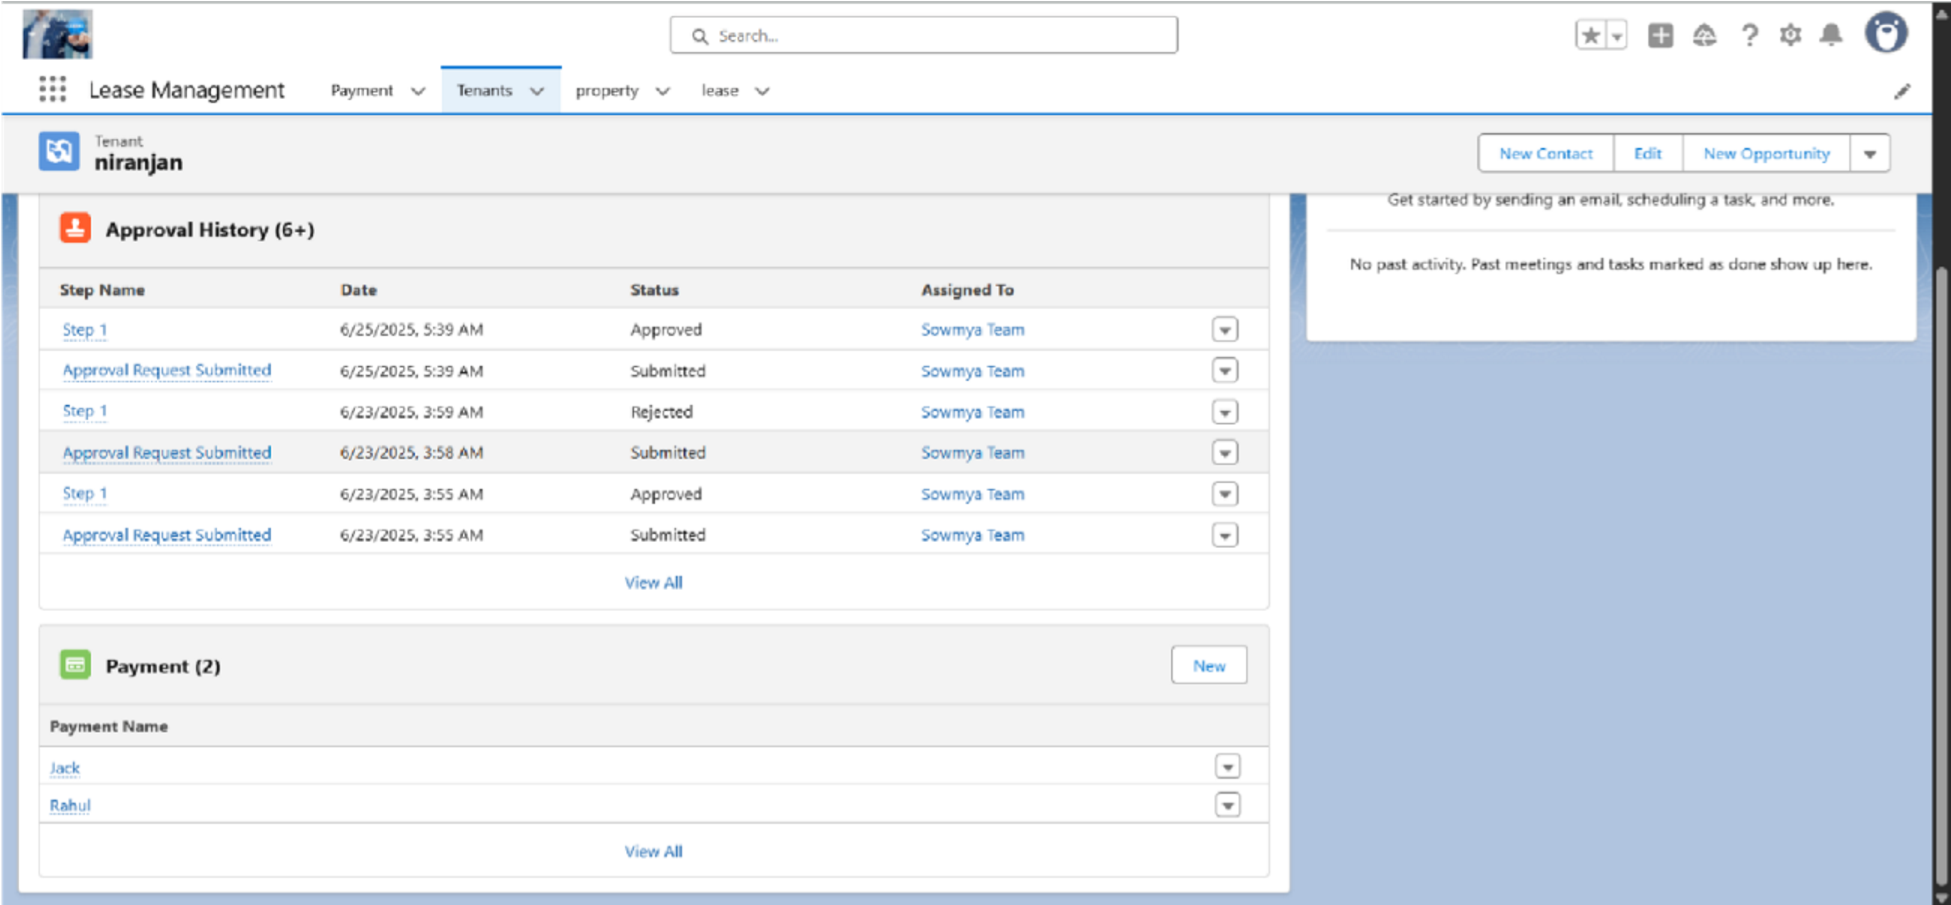 Search...
Lease Management Payment Tenants property lease
Tenant
niranjan
New Contact Edit New Opportunity
Get started by sending an email, scheduling a task, and more.
No past activity. Past meetings and tasks marked as done show up here.
Approval History (6+)
Step Name Date Status Assigned To
Step 1 6/25/2025, 5:39 AM Approved Sowmya Team
Approval Request Submitted 6/25/2025, 5:39 AM Submitted Sowmya Team
Step 1 6/23/2025, 3:59 AM Rejected Sowmya Team
Approval Request Submitted 6/23/2025, 3:58 AM Submitted Sowmya Team
Step 1 6/23/2025, 3:55 AM Approved Sowmya Team
Approval Request Submitted 6/23/2025, 3:55 AM Submitted Sowmya Team
View All
Payment (2) New
Payment Name
Jack
Rahul
View All